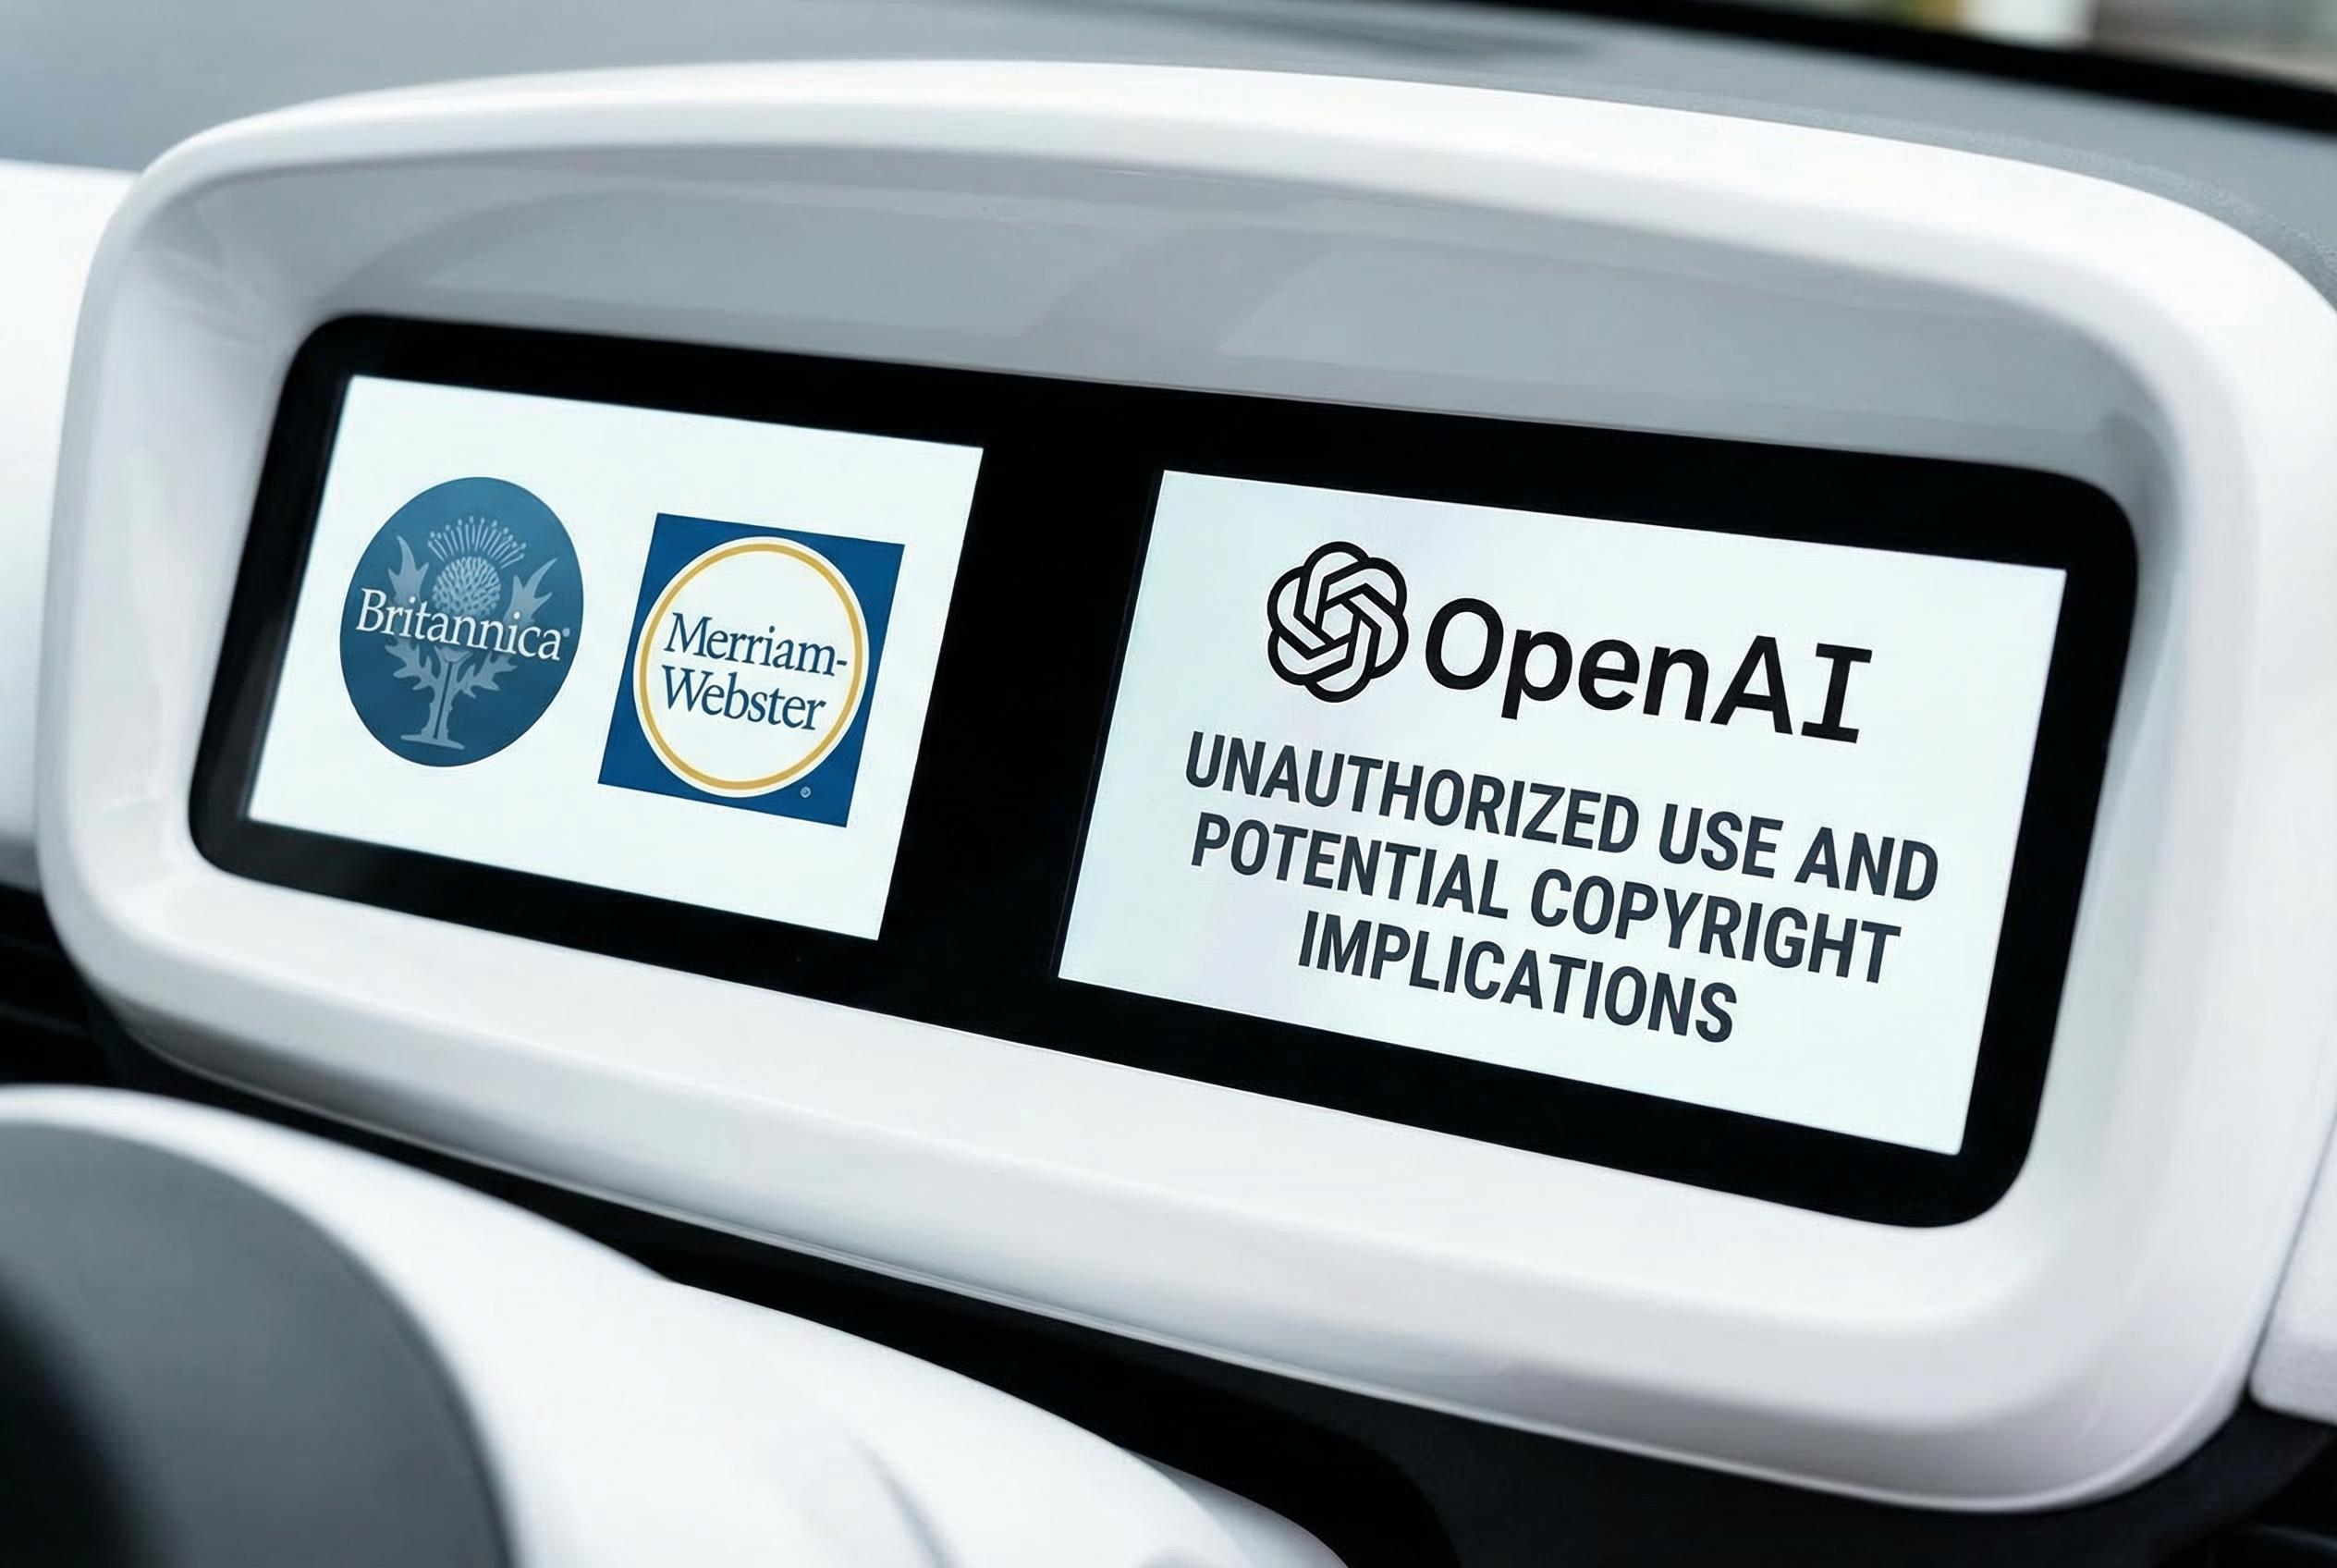 Britannica®
Merriam-
Webster
®
OpenAI
UNAUTHORIZED USE AND
POTENTIAL COPYRIGHT
IMPLICATIONS